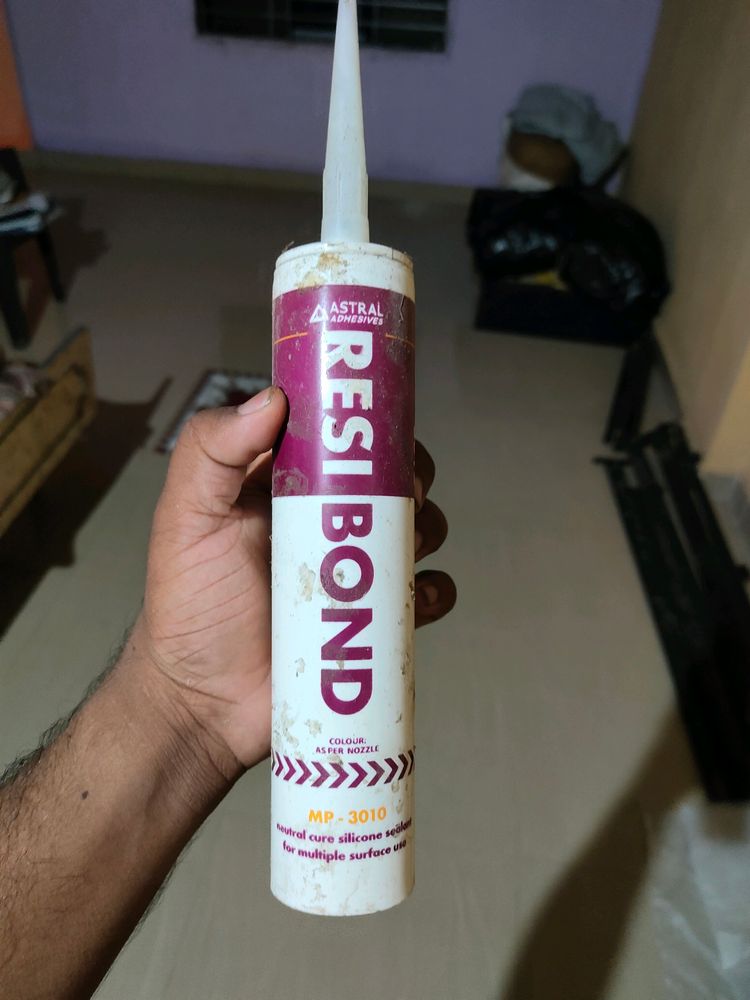 ASTRAL
ADHESIVES
RESI BOND
COLOUR:
AS PER NOZZLE
MP - 3010
neutral cure silicone sealant
for multiple surface use